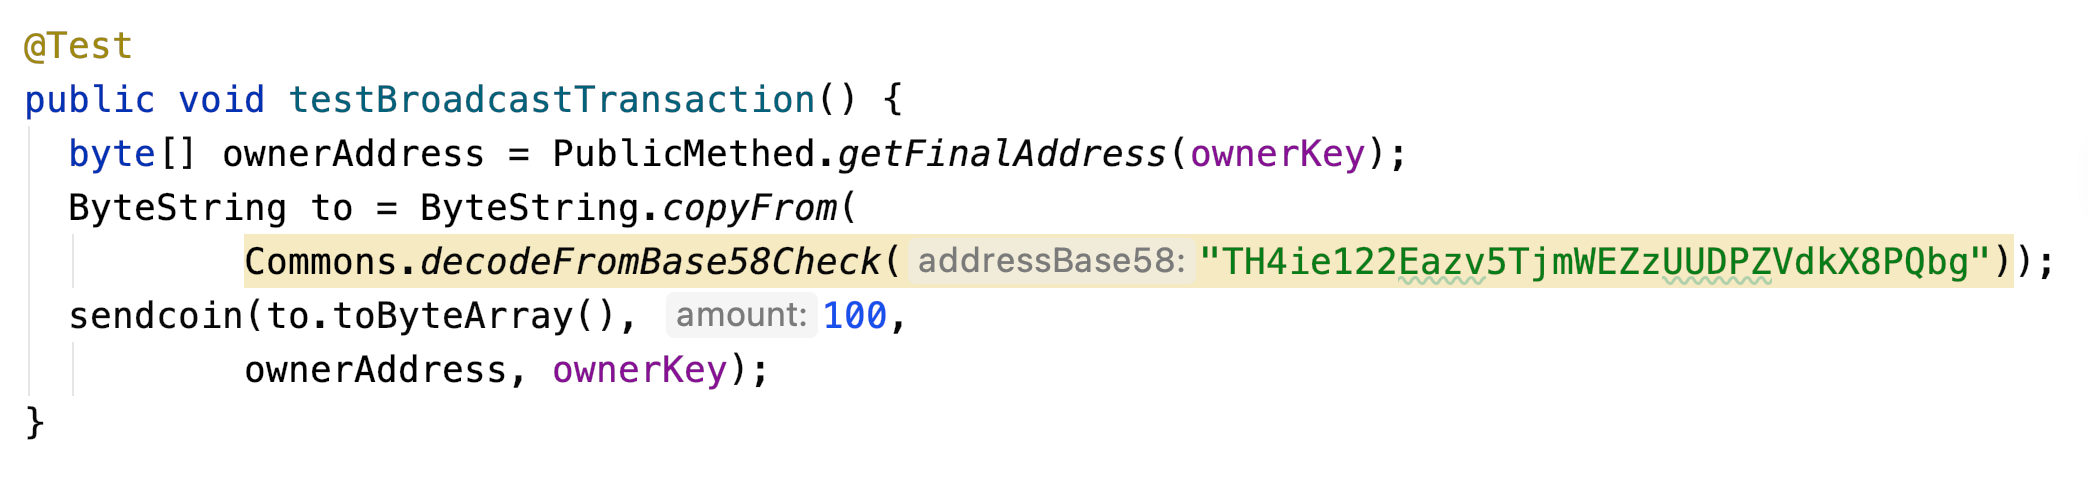 @Test
public void testBroadcastTransaction() {
byte[] ownerAddress = PublicMethed.getFinalAddress(ownerKey);
ByteString to = ByteString.copyFrom(
Commons.decodeFromBase58Check( addressBase58: "TH4ie122Eazv5TjmWEZzUUDPZVdkX8PQbg"));
sendcoin(to.toByteArray(), amount: 100,
ownerAddress, ownerKey);
}